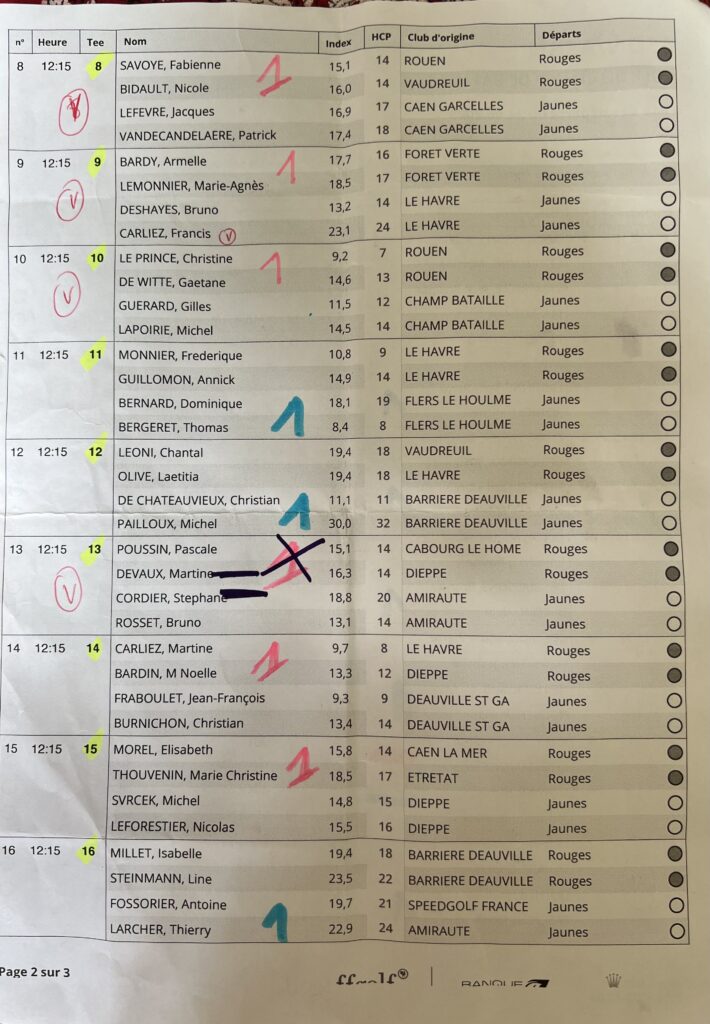 n° Heure Tee Nom Index HCP Club d'origine Départs
8 12:15 8 SAVOYE, Fabienne 1 15,1 14 ROUEN Rouges
BIDAULT, Nicole 16,0 14 VAUDREUIL Rouges
LEFEVRE, Jacques 16,9 17 CAEN GARCELLES Jaunes
VANDECANDELAERE, Patrick 17,4 18 CAEN GARCELLES Jaunes
9 12:15 9 BARDY, Armelle 1 17,7 16 FORET VERTE Rouges
V LEMONNIER, Marie-Agnès 18,5 17 FORET VERTE Rouges
DESHAYES, Bruno 13,2 14 LE HAVRE Jaunes
CARLIEZ, Francis V 23,1 24 LE HAVRE Jaunes
10 12:15 10 LE PRINCE, Christine 1 9,2 7 ROUEN Rouges
V DE WITTE, Gaetane 14,6 13 ROUEN Rouges
GUERARD, Gilles 11,5 12 CHAMP BATAILLE Jaunes
LAPOIRIE, Michel 14,5 14 CHAMP BATAILLE Jaunes
11 12:15 11 MONNIER, Frederique 10,8 9 LE HAVRE Rouges
GUILLOMON, Annick 14,9 14 LE HAVRE Rouges
BERNARD, Dominique 18,1 19 FLERS LE HOULME Jaunes
BERGERET, Thomas 1 8,4 8 FLERS LE HOULME Jaunes
12 12:15 12 LEONI, Chantal 19,4 18 VAUDREUIL Rouges
OLIVE, Laetitia 19,4 18 LE HAVRE Rouges
DE CHATEAUVIEUX, Christian 11,1 11 BARRIERE DEAUVILLE Jaunes
PAILLOUX, Michel 1 30,0 32 BARRIERE DEAUVILLE Jaunes
13 12:15 13 POUSSIN, Pascale 15,1 14 CABOURG LE HOME Rouges
V DEVAUX, Martine 1 16,3 14 DIEPPE Rouges
CORDIER, Stephane 18,8 20 AMIRAUTE Jaunes
ROSSET, Bruno 13,1 14 AMIRAUTE Jaunes
14 12:15 14 CARLIEZ, Martine 9,7 8 LE HAVRE Rouges
BARDIN, M Noelle 1 13,3 12 DIEPPE Rouges
FRABOULET, Jean-François 9,3 9 DEAUVILLE ST GA Jaunes
BURNICHON, Christian 13,4 14 DEAUVILLE ST GA Jaunes
15 12:15 15 MOREL, Elisabeth 15,8 14 CAEN LA MER Rouges
THOUVENIN, Marie Christine 1 18,5 17 ETRETAT Rouges
SVRCEK, Michel 14,8 15 DIEPPE Jaunes
LEFORESTIER, Nicolas 15,5 16 DIEPPE Jaunes
16 12:15 16 MILLET, Isabelle 19,4 18 BARRIERE DEAUVILLE Rouges
STEINMANN, Line 23,5 22 BARRIERE DEAUVILLE Rouges
FOSSORIER, Antoine 19,7 21 SPEEDGOLF FRANCE Jaunes
LARCHER, Thierry 1 22,9 24 AMIRAUTE Jaunes
Page 2 sur 3 ffgolf BANQUE